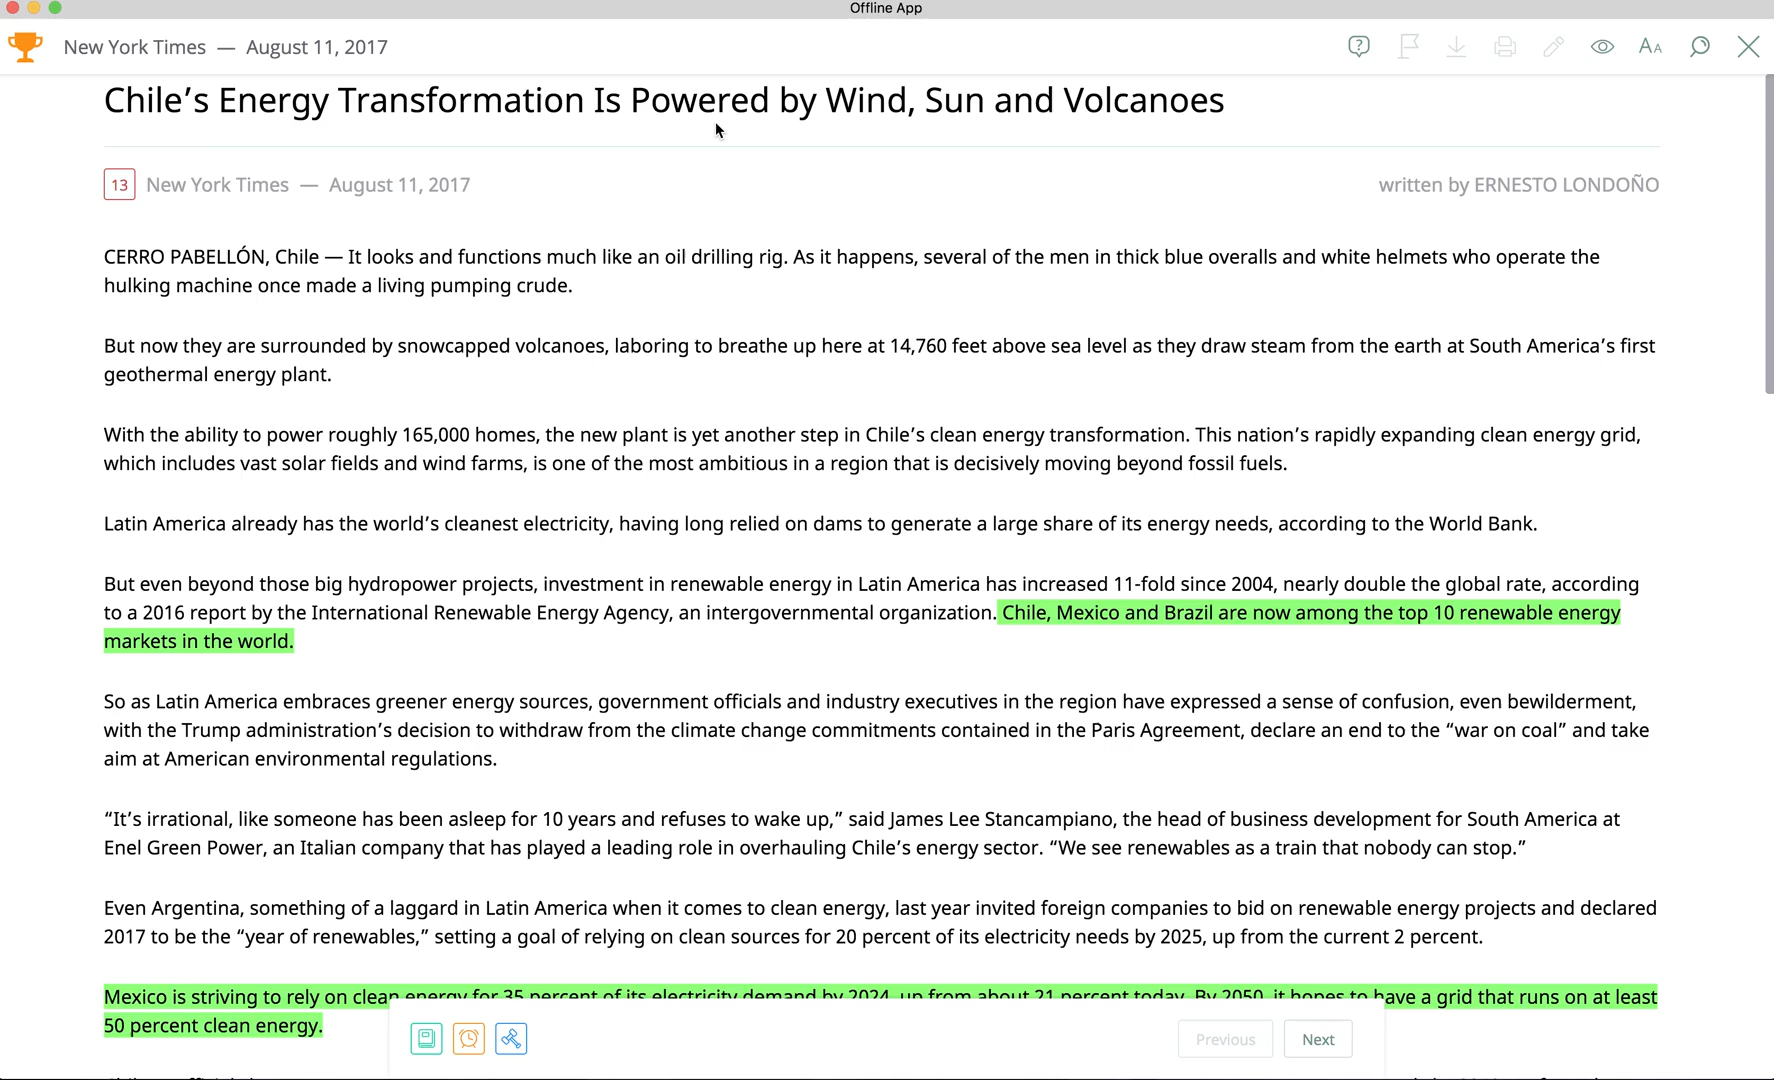 Offline App
New York Times — August 11, 2017
Chile’s Energy Transformation Is Powered by Wind, Sun and Volcanoes
13 New York Times — August 11, 2017
written by ERNESTO LONDOÑO
CERRO PABELLÓN, Chile — It looks and functions much like an oil drilling rig. As it happens, several of the men in thick blue overalls and white helmets who operate the
hulking machine once made a living pumping crude.
But now they are surrounded by snowcapped volcanoes, laboring to breathe up here at 14,760 feet above sea level as they draw steam from the earth at South America’s first
geothermal energy plant.
With the ability to power roughly 165,000 homes, the new plant is yet another step in Chile’s clean energy transformation. This nation’s rapidly expanding clean energy grid,
which includes vast solar fields and wind farms, is one of the most ambitious in a region that is decisively moving beyond fossil fuels.
Latin America already has the world’s cleanest electricity, having long relied on dams to generate a large share of its energy needs, according to the World Bank.
But even beyond those big hydropower projects, investment in renewable energy in Latin America has increased 11-fold since 2004, nearly double the global rate, according
to a 2016 report by the International Renewable Energy Agency, an intergovernmental organization. Chile, Mexico and Brazil are now among the top 10 renewable energy
markets in the world.
So as Latin America embraces greener energy sources, government officials and industry executives in the region have expressed a sense of confusion, even bewilderment,
with the Trump administration’s decision to withdraw from the climate change commitments contained in the Paris Agreement, declare an end to the “war on coal” and take
aim at American environmental regulations.
“It’s irrational, like someone has been asleep for 10 years and refuses to wake up,” said James Lee Stancampiano, the head of business development for South America at
Enel Green Power, an Italian company that has played a leading role in overhauling Chile’s energy sector. “We see renewables as a train that nobody can stop.”
Even Argentina, something of a laggard in Latin America when it comes to clean energy, last year invited foreign companies to bid on renewable energy projects and declared
2017 to be the “year of renewables,” setting a goal of relying on clean sources for 20 percent of its electricity needs by 2025, up from the current 2 percent.
Mexico is striving to rely on clean energy for 35 percent of its electricity demand by 2024, up from about 21 percent today. By 2050, it hopes to have a grid that runs on at least
50 percent clean energy.
Previous
Next